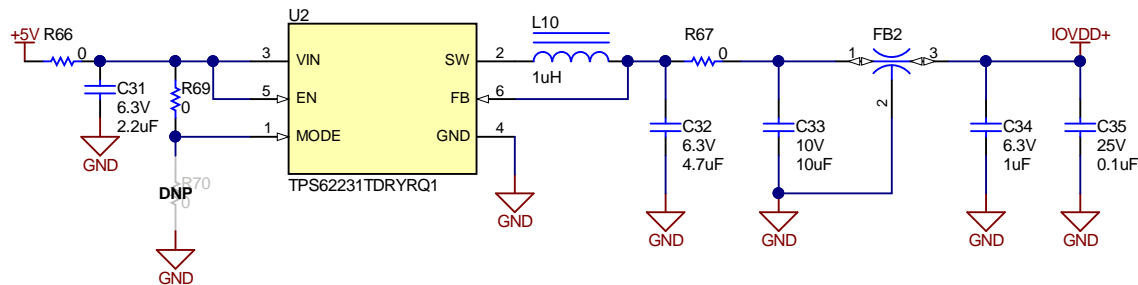 U2
L10
+5V R66
R67
FB2
IOVDD+
0
3 VIN SW 2
1uH
0
1 3
C31
6.3V
2.2uF
R69
0
5 EN FB 6
2
1 MODE GND 4
C32
6.3V
4.7uF
C33
10V
10uF
C34
6.3V
1uF
C35
25V
0.1uF
GND
TPS62231TDRYRQ1
DNP R70
0
GND
GND
GND
GND
GND
GND